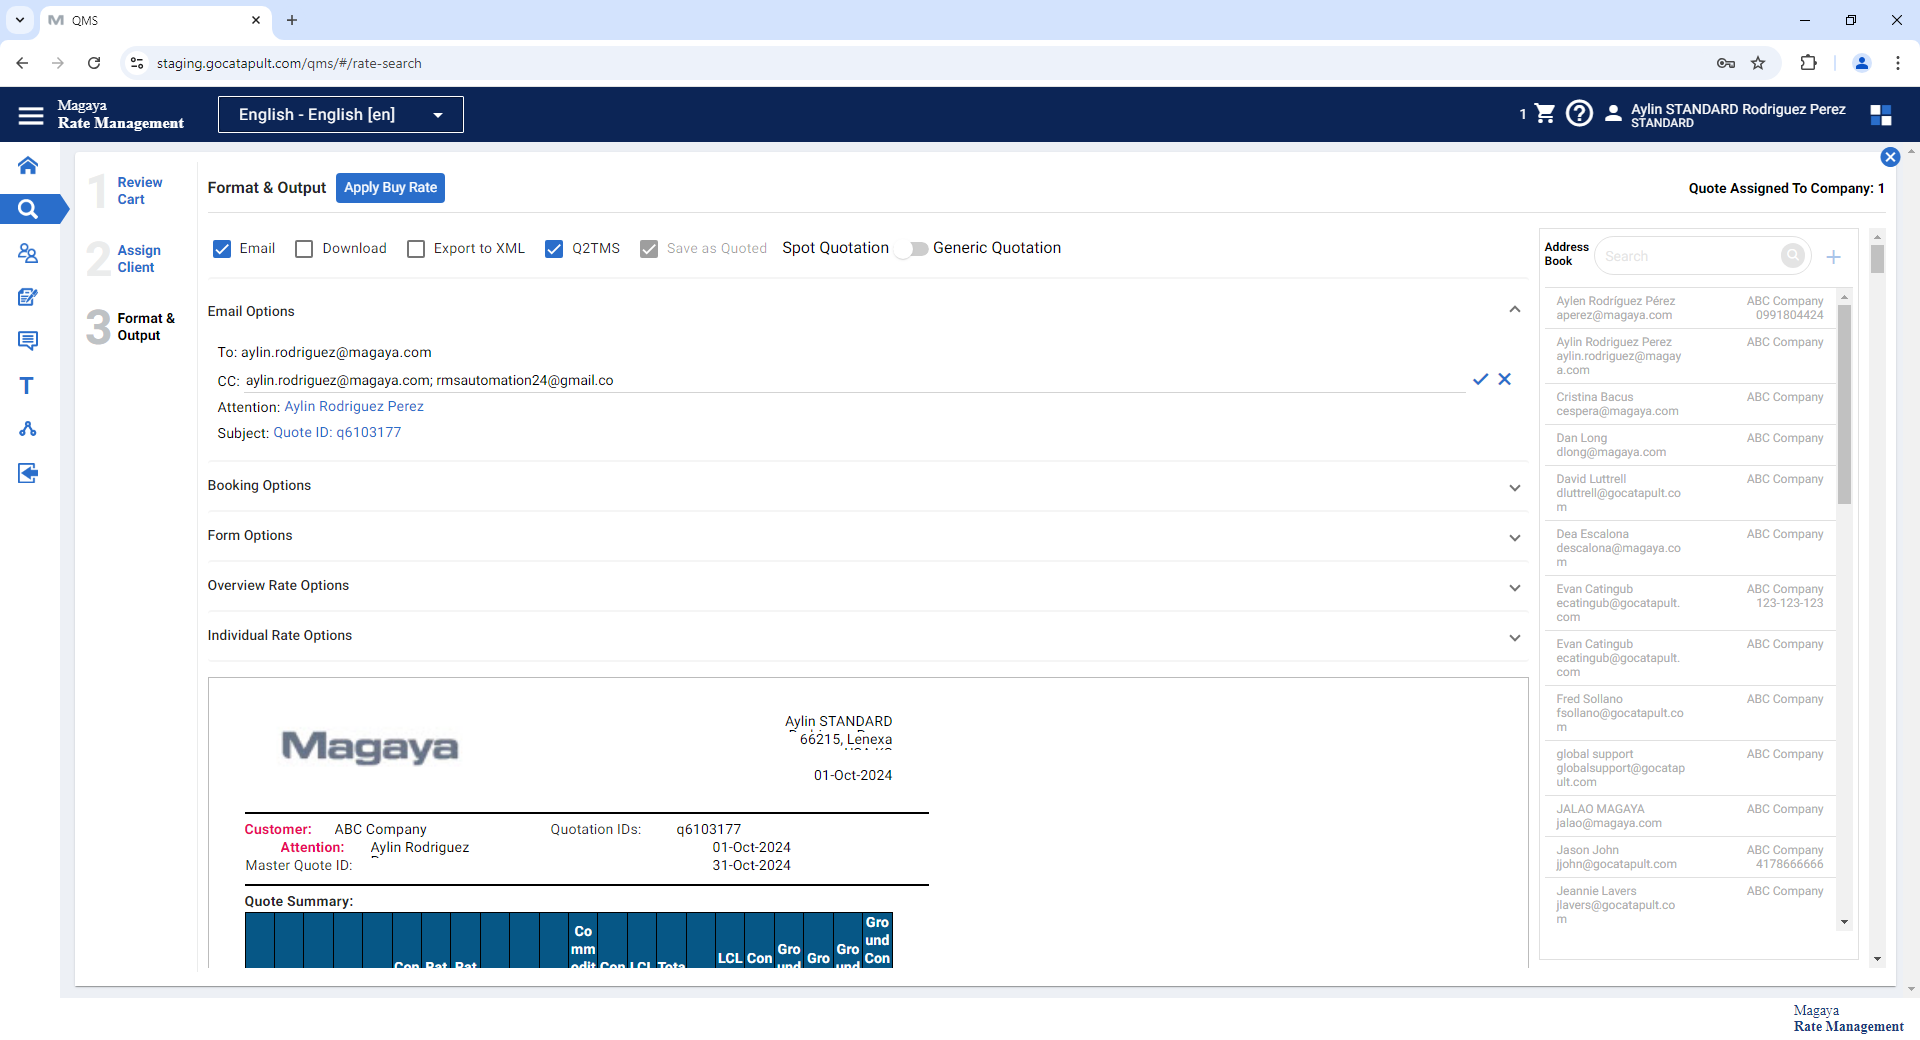 QMS
staging.gocatapult.com/qms/#/rate-search
Magaya
Rate Management
English - English [en]
1
Aylin STANDARD Rodriguez Perez
STANDARD
1 Review
Cart
2 Assign
Client
3 Format &
Output
Format & Output
Apply Buy Rate
Quote Assigned To Company: 1
Email
Download
Export to XML
Q2TMS
Save as Quoted
Spot Quotation
Generic Quotation
Email Options
To: aylin.rodriguez@magaya.com
CC: aylin.rodriguez@magaya.com; rmsautomation24@gmail.co
Attention: Aylin Rodriguez Perez
Subject: Quote ID: q6103177
Booking Options
Form Options
Overview Rate Options
Individual Rate Options
Magaya
Aylin STANDARD
66215, Lenexa
01-Oct-2024
Customer: ABC Company
Quotation IDs: q6103177
Attention: Aylin Rodriguez
01-Oct-2024
Master Quote ID:
31-Oct-2024
Quote Summary:
Con
Rat
Rat
Co
mm
odit
Con
LCL
Tota
LCL
Con
Gro
und
Gro
Gro
und
Gro
und
Con
Address
Book
Search
Aylen Rodríguez Pérez ABC Company
aperez@magaya.com 0991804424
Aylin Rodriguez Perez ABC Company
aylin.rodriguez@magay
a.com
Cristina Bacus ABC Company
cespera@magaya.com
Dan Long ABC Company
dlong@magaya.com
David Luttrell ABC Company
dluttrell@gocatapult.co
m
Dea Escalona ABC Company
descalona@magaya.co
m
Evan Catingub ABC Company
ecatingub@gocatapult. 123-123-123
com
Evan Catingub ABC Company
ecatingub@gocatapult.
com
Fred Sollano ABC Company
fsollano@gocatapult.co
m
global support ABC Company
globalsupport@gocatap
ult.com
JALAO MAGAYA ABC Company
jalao@magaya.com
Jason John ABC Company
jjohn@gocatapult.com 4178666666
Jeannie Lavers ABC Company
jlavers@gocatapult.co
m
Magaya
Rate Management